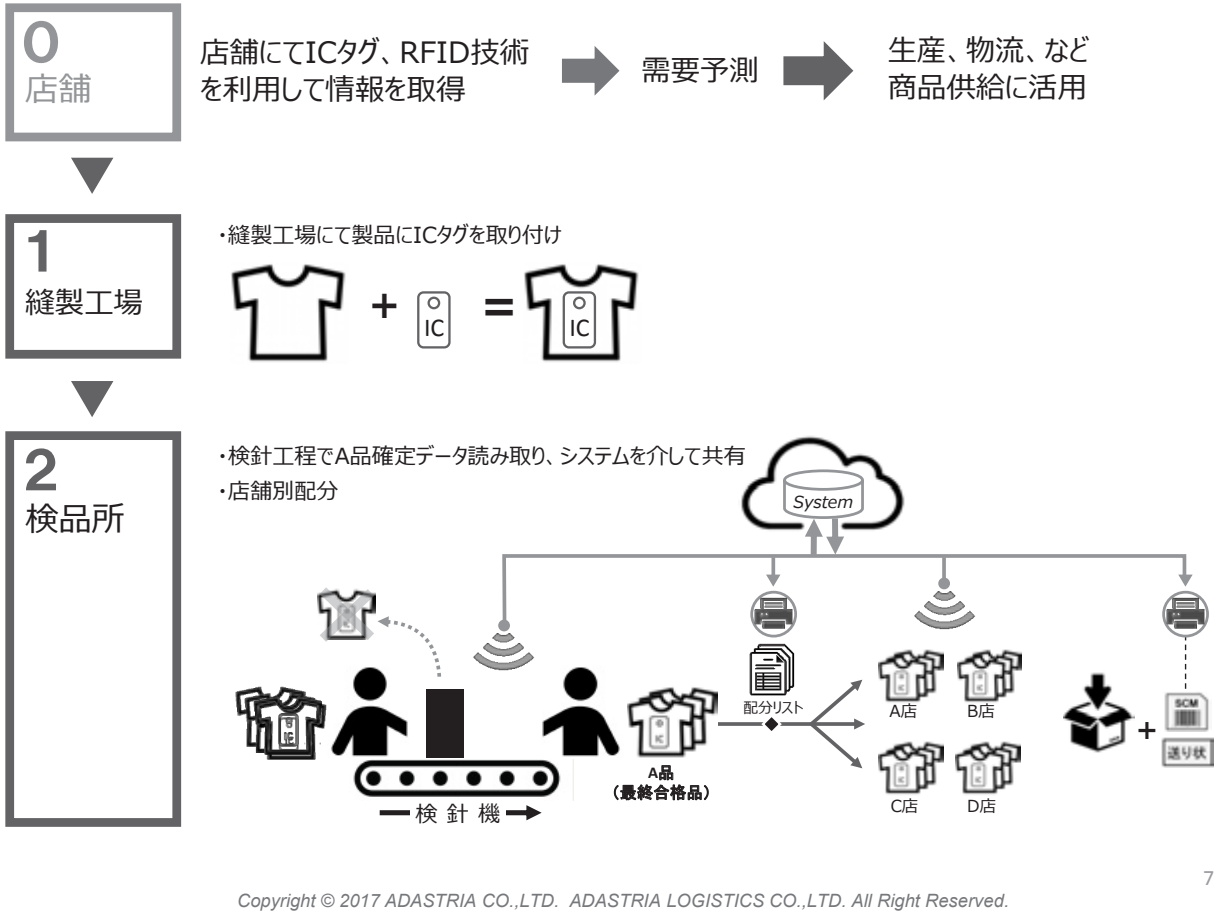 0
店舗
店舗にてICタグ、RFID技術
を利用して情報を取得
需要予測
生産、物流、など
商品供給に活用
1
縫製工場
・縫製工場にて製品にICタグを取り付け
+
IC
=
IC
2
検品所
・検針工程でA品確定データ読み取り、システムを介して共有
・店舗別配分
System
IC
IC
A品
(最終合格品)
配分リスト
IC
IC
A店
B店
IC
IC
C店
D店
+
SCM
送り状
検針機
7
Copyright © 2017 ADASTRIA CO.,LTD. ADASTRIA LOGISTICS CO.,LTD. All Right Reserved.